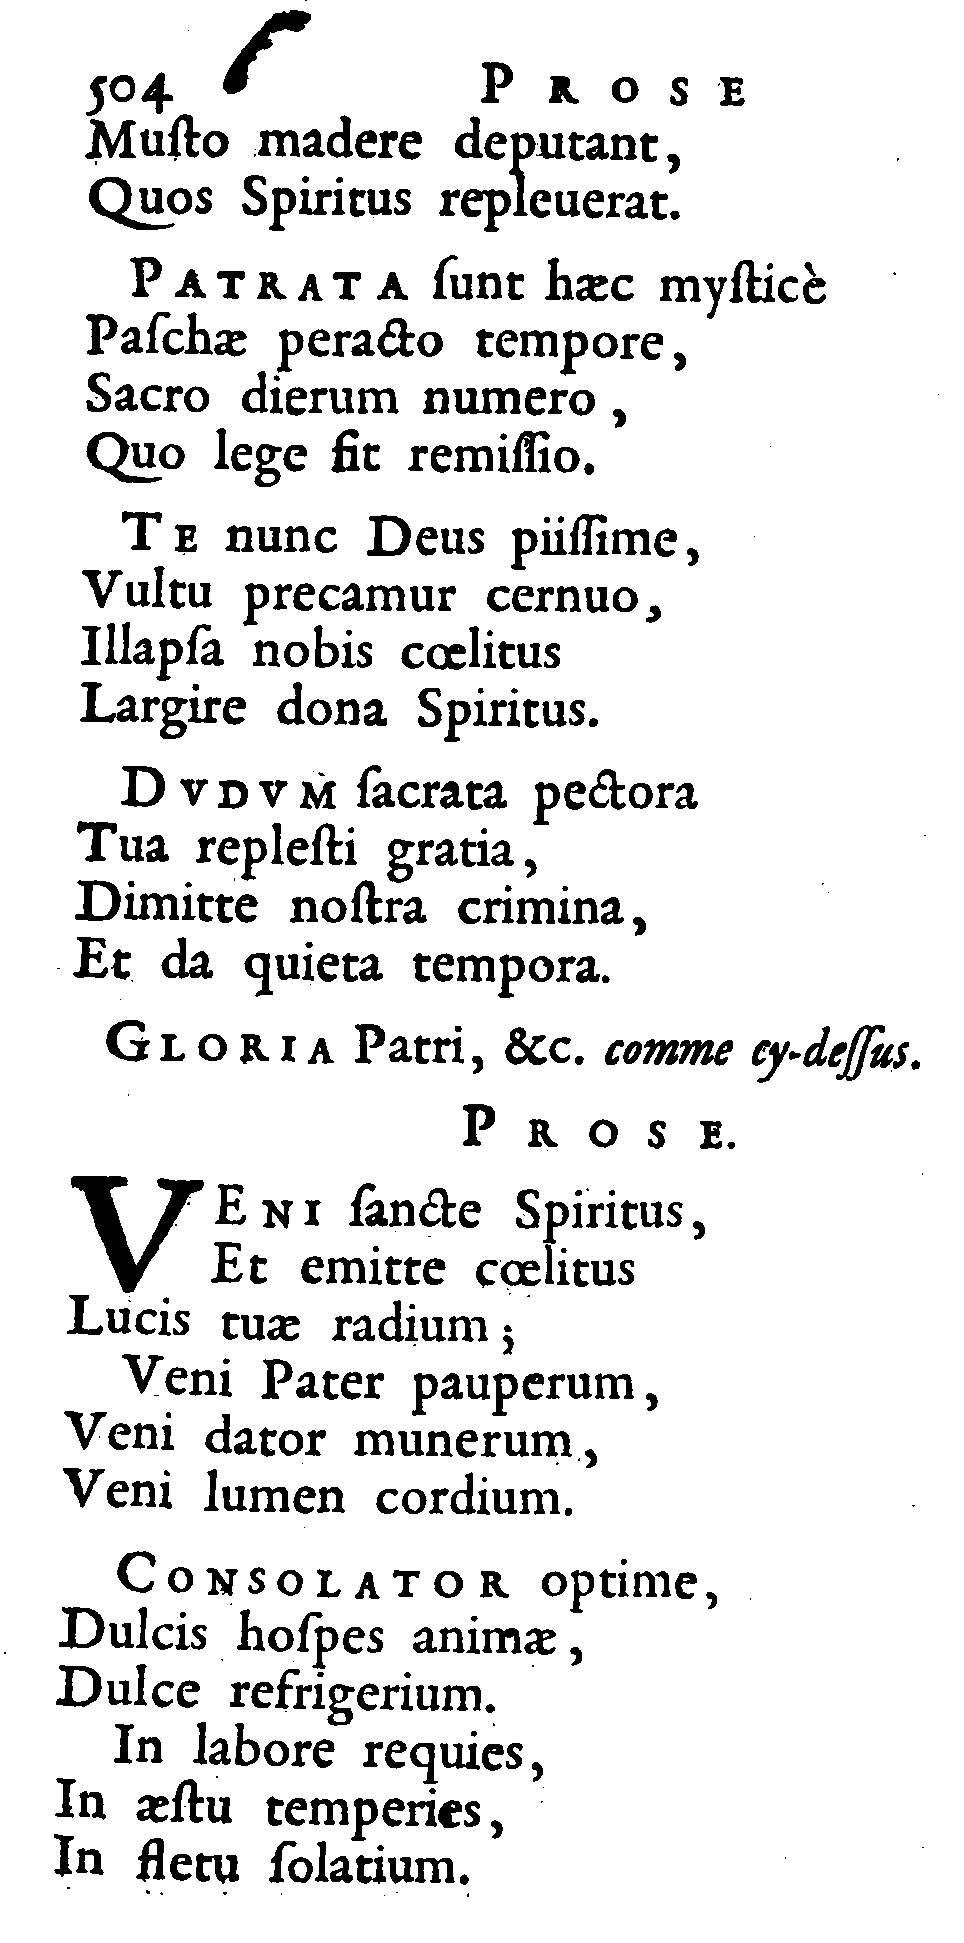 504 PROSE
Muſto madere deputant,
Quos Spiritus repleuerat.
PATRATA ſunt hæc myſticè
Paſchæ peracto tempore,
Sacro dierum numero,
Quo lege fit remiſſio.
TE nunc Deus piiſſime,
Vultu precamur cernuo,
Illapſa nobis cœlitus
Largire dona Spiritus.
DVDVM ſacrata pectora
Tua repleſti gratia,
Dimitte noſtra crimina,
Et da quieta tempora.
GLORIA Patri, &c. comme cy-deſſus.
PROSE.
VENI ſancte Spiritus,
Et emitte cœlitus
Lucis tuæ radium;
Veni Pater pauperum,
Veni dator munerum,
Veni lumen cordium.
CONSOLATOR optime,
Dulcis hoſpes animæ,
Dulce refrigerium.
In labore requies,
In æſtu temperies,
In fletu ſolatium.